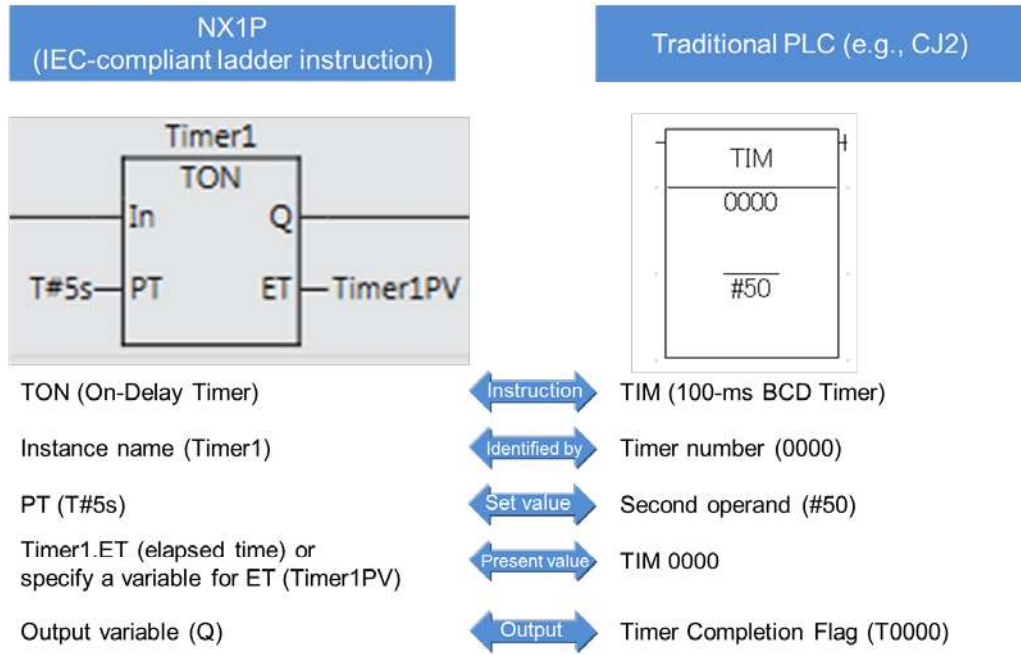 NX1P
(IEC-compliant ladder instruction)
Traditional PLC (e.g., CJ2)
Timer1
TON
In
Q
T#5s
PT
ET
Timer1PV
TIM
0000
#50
TON (On-Delay Timer)
Instruction
TIM (100-ms BCD Timer)
Instance name (Timer1)
Identified by
Timer number (0000)
PT (T#5s)
Set value
Second operand (#50)
Timer1.ET (elapsed time) or
specify a variable for ET (Timer1PV)
Present value
TIM 0000
Output variable (Q)
Output
Timer Completion Flag (T0000)